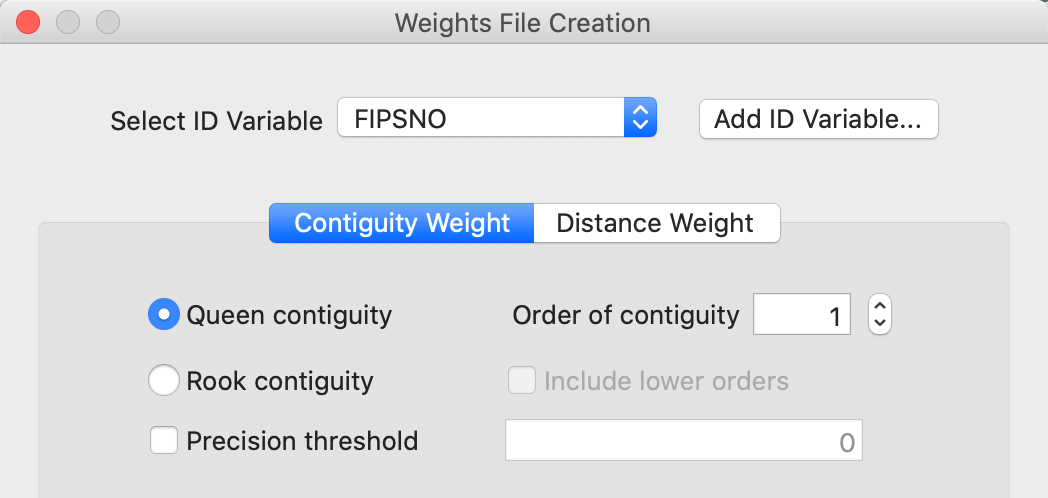 Weights File Creation
Select ID Variable FIPSNO Add ID Variable...
Contiguity Weight Distance Weight
Queen contiguity Order of contiguity 1
Rook contiguity Include lower orders
Precision threshold 0